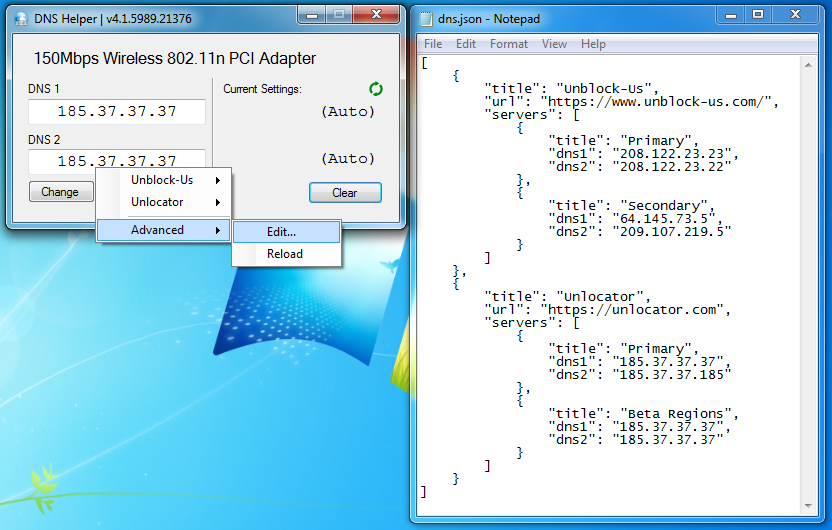 DNS Helper | v4.1.5989.21376
150Mbps Wireless 802.11n PCI Adapter
DNS 1
185.37.37.37
DNS 2
185.37.37.37
Current Settings:
(Auto)
(Auto)
Change
Clear
Unblock-Us
Unlocator
Advanced
Edit...
Reload
dns.json - Notepad
File Edit Format View Help
[
    {
        "title": "Unblock-Us",
        "url": "https://www.unblock-us.com/",
        "servers": [
            {
                "title": "Primary",
                "dns1": "208.122.23.23",
                "dns2": "208.122.23.22"
            },
            {
                "title": "Secondary",
                "dns1": "64.145.73.5",
                "dns2": "209.107.219.5"
            }
        ]
    },
    {
        "title": "Unlocator",
        "url": "https://unlocator.com",
        "servers": [
            {
                "title": "Primary",
                "dns1": "185.37.37.37",
                "dns2": "185.37.37.185"
            },
            {
                "title": "Beta Regions",
                "dns1": "185.37.37.37",
                "dns2": "185.37.37.37"
            }
        ]
    }
]